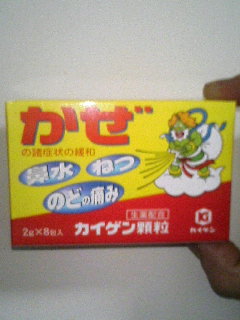 かぜ
の諸症状の緩和
鼻水
ねつ
のどの痛み
生薬配合
2g×8包入
カイゲン顆粒
カイゲン